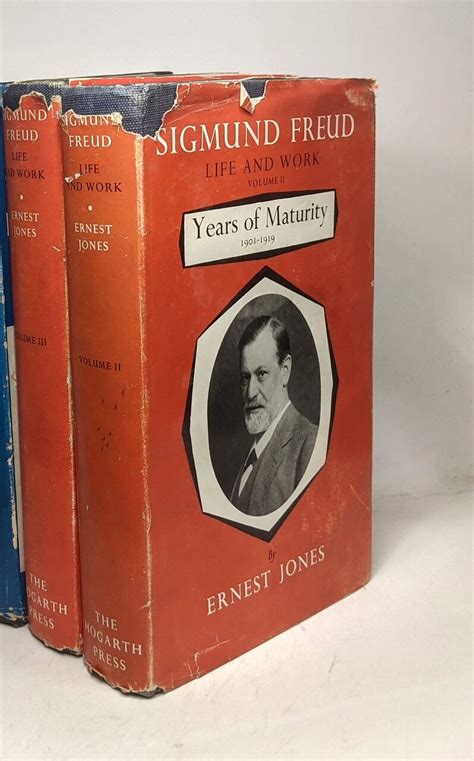 SIGMUND
FREUD
LIFE
AND WORK
ERNEST
JONES
VOLUME III
THE
HOGARTH
PRESS
SIGMUND
FREUD
LIFE
AND WORK
ERNEST
JONES
VOLUME II
THE
HOGARTH
PRESS
SIGMUND FREUD
LIFE AND WORK
VOLUME II
Years of Maturity
1901-1919
By
ERNEST JONES